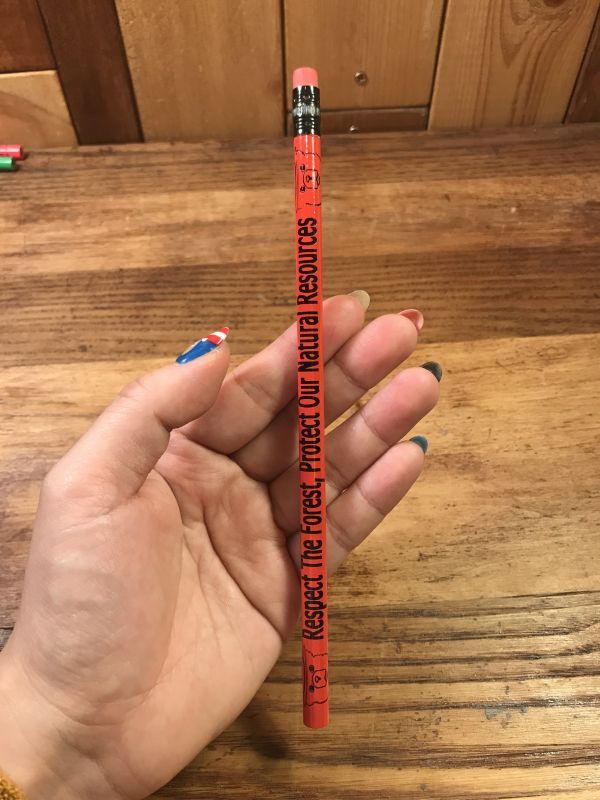 Respect The Forest, Protect Our Natural Resources